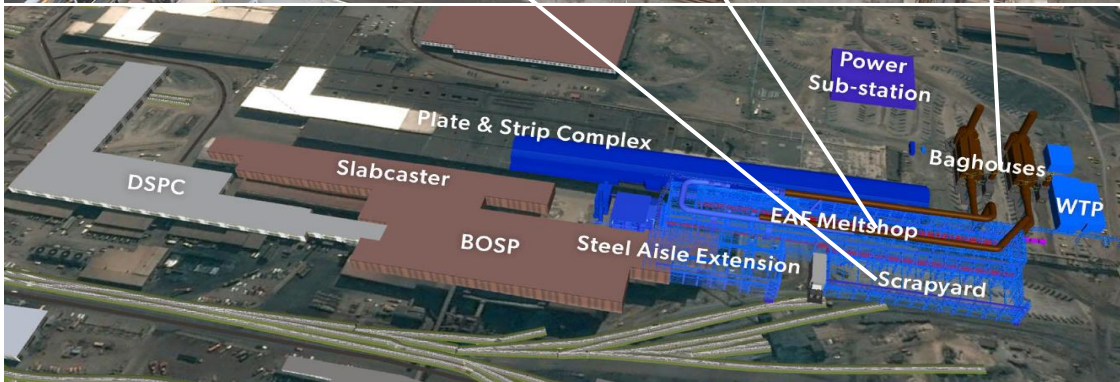 Power
Sub-station
Plate & Strip Complex
Baghouses
Slabcaster
DSPC
WTP
EAF Meltshop
BOSP
Steel Aisle Extension
Scrapyard